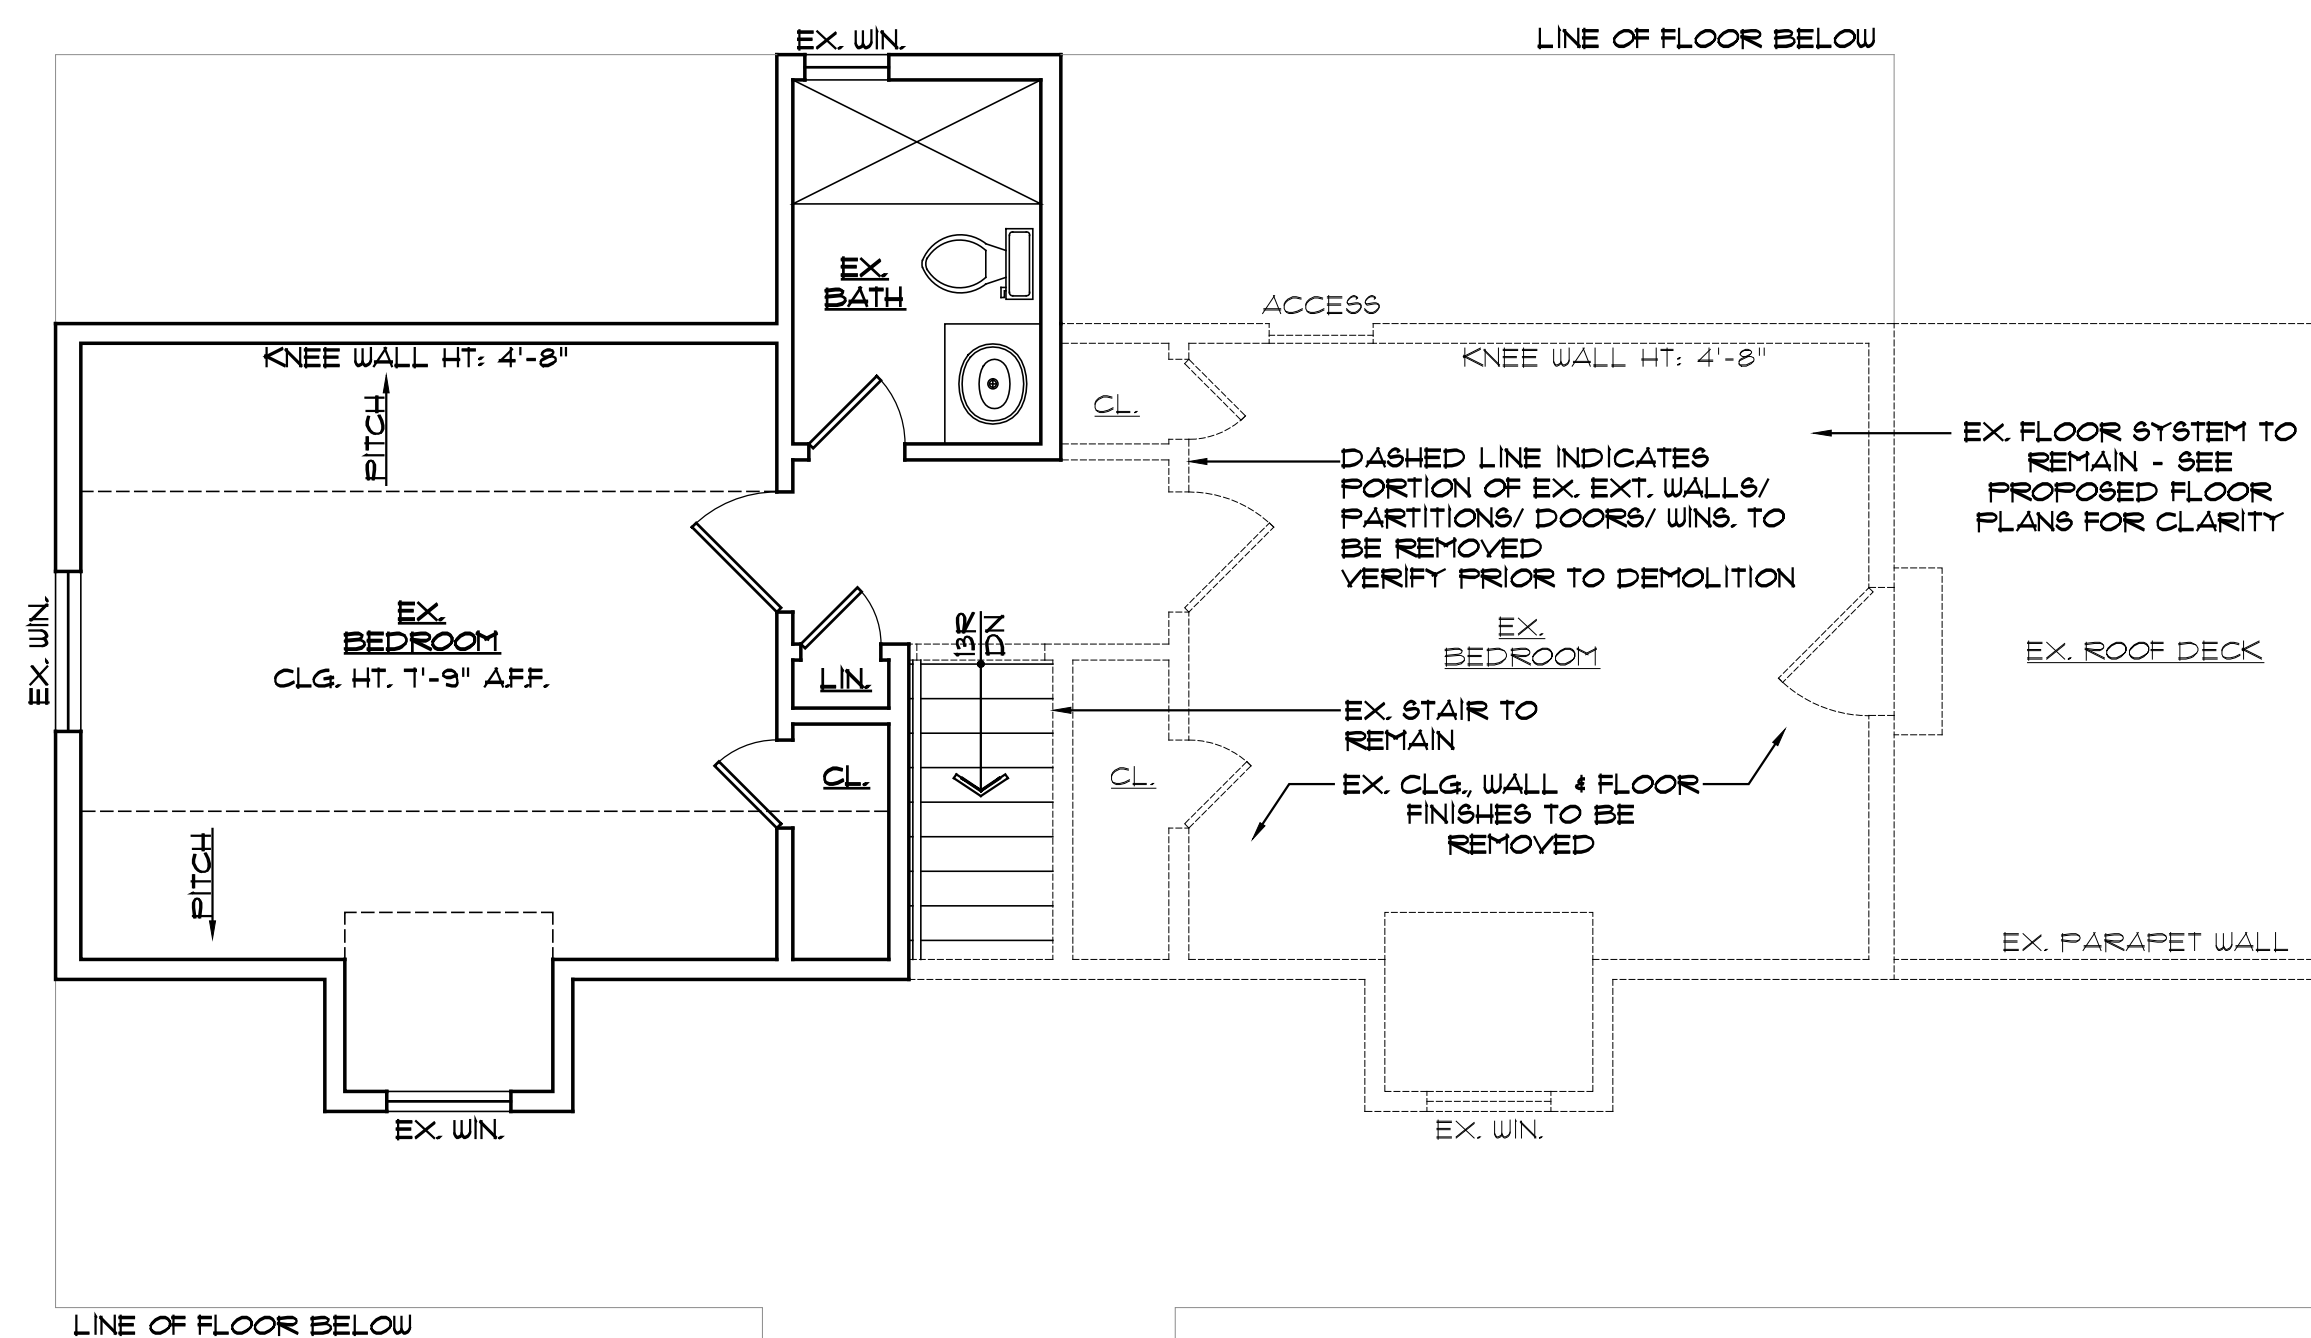 EX. WIN.
LINE OF FLOOR BELOW
EX.
BATH
ACCESS
KNEE WALL HT: 4'-8"
KNEE WALL HT: 4'-8"
PITCH
CL.
EX. FLOOR SYSTEM TO
REMAIN - SEE
PROPOSED FLOOR
PLANS FOR CLARITY
DASHED LINE INDICATES
PORTION OF EX. EXT. WALLS/
PARTITIONS/ DOORS/ WINS. TO
BE REMOVED
VERIFY PRIOR TO DEMOLITION
EX. WIN.
EX.
BEDROOM
CLG. HT. 7'-9" A.F.F.
LIN.
13R
DN
EX.
BEDROOM
EX. ROOF DECK
EX. STAIR TO
REMAIN
CL.
CL.
EX. CLG., WALL & FLOOR
FINISHES TO BE
REMOVED
PITCH
EX. PARAPET WALL
EX. WIN.
EX. WIN.
LINE OF FLOOR BELOW